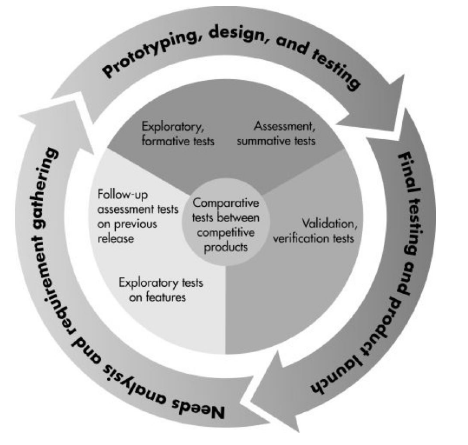 Prototyping, design, and testing
Exploratory,
formative tests
Assessment,
summative tests
Final testing and product launch
Validation,
verification tests
Comparative
tests between
competitive
products
Follow-up
assessment tests
on previous
release
Exploratory tests
on features
Needs analysis and requirement gathering